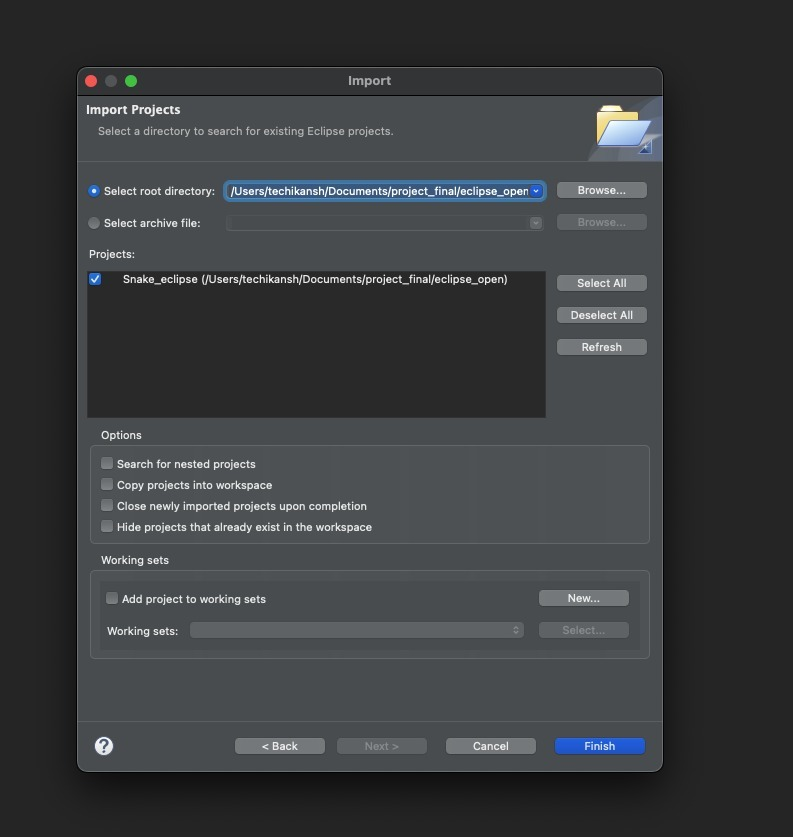 Import
Import Projects
Select a directory to search for existing Eclipse projects.
Select root directory: /Users/techikansh/Documents/project_final/eclipse_open Browse...
Select archive file: Browse...
Projects:
Snake_eclipse (/Users/techikansh/Documents/project_final/eclipse_open)
Select All
Deselect All
Refresh
Options
Search for nested projects
Copy projects into workspace
Close newly imported projects upon completion
Hide projects that already exist in the workspace
Working sets
Add project to working sets New...
Working sets: Select...
? < Back Next > Cancel Finish